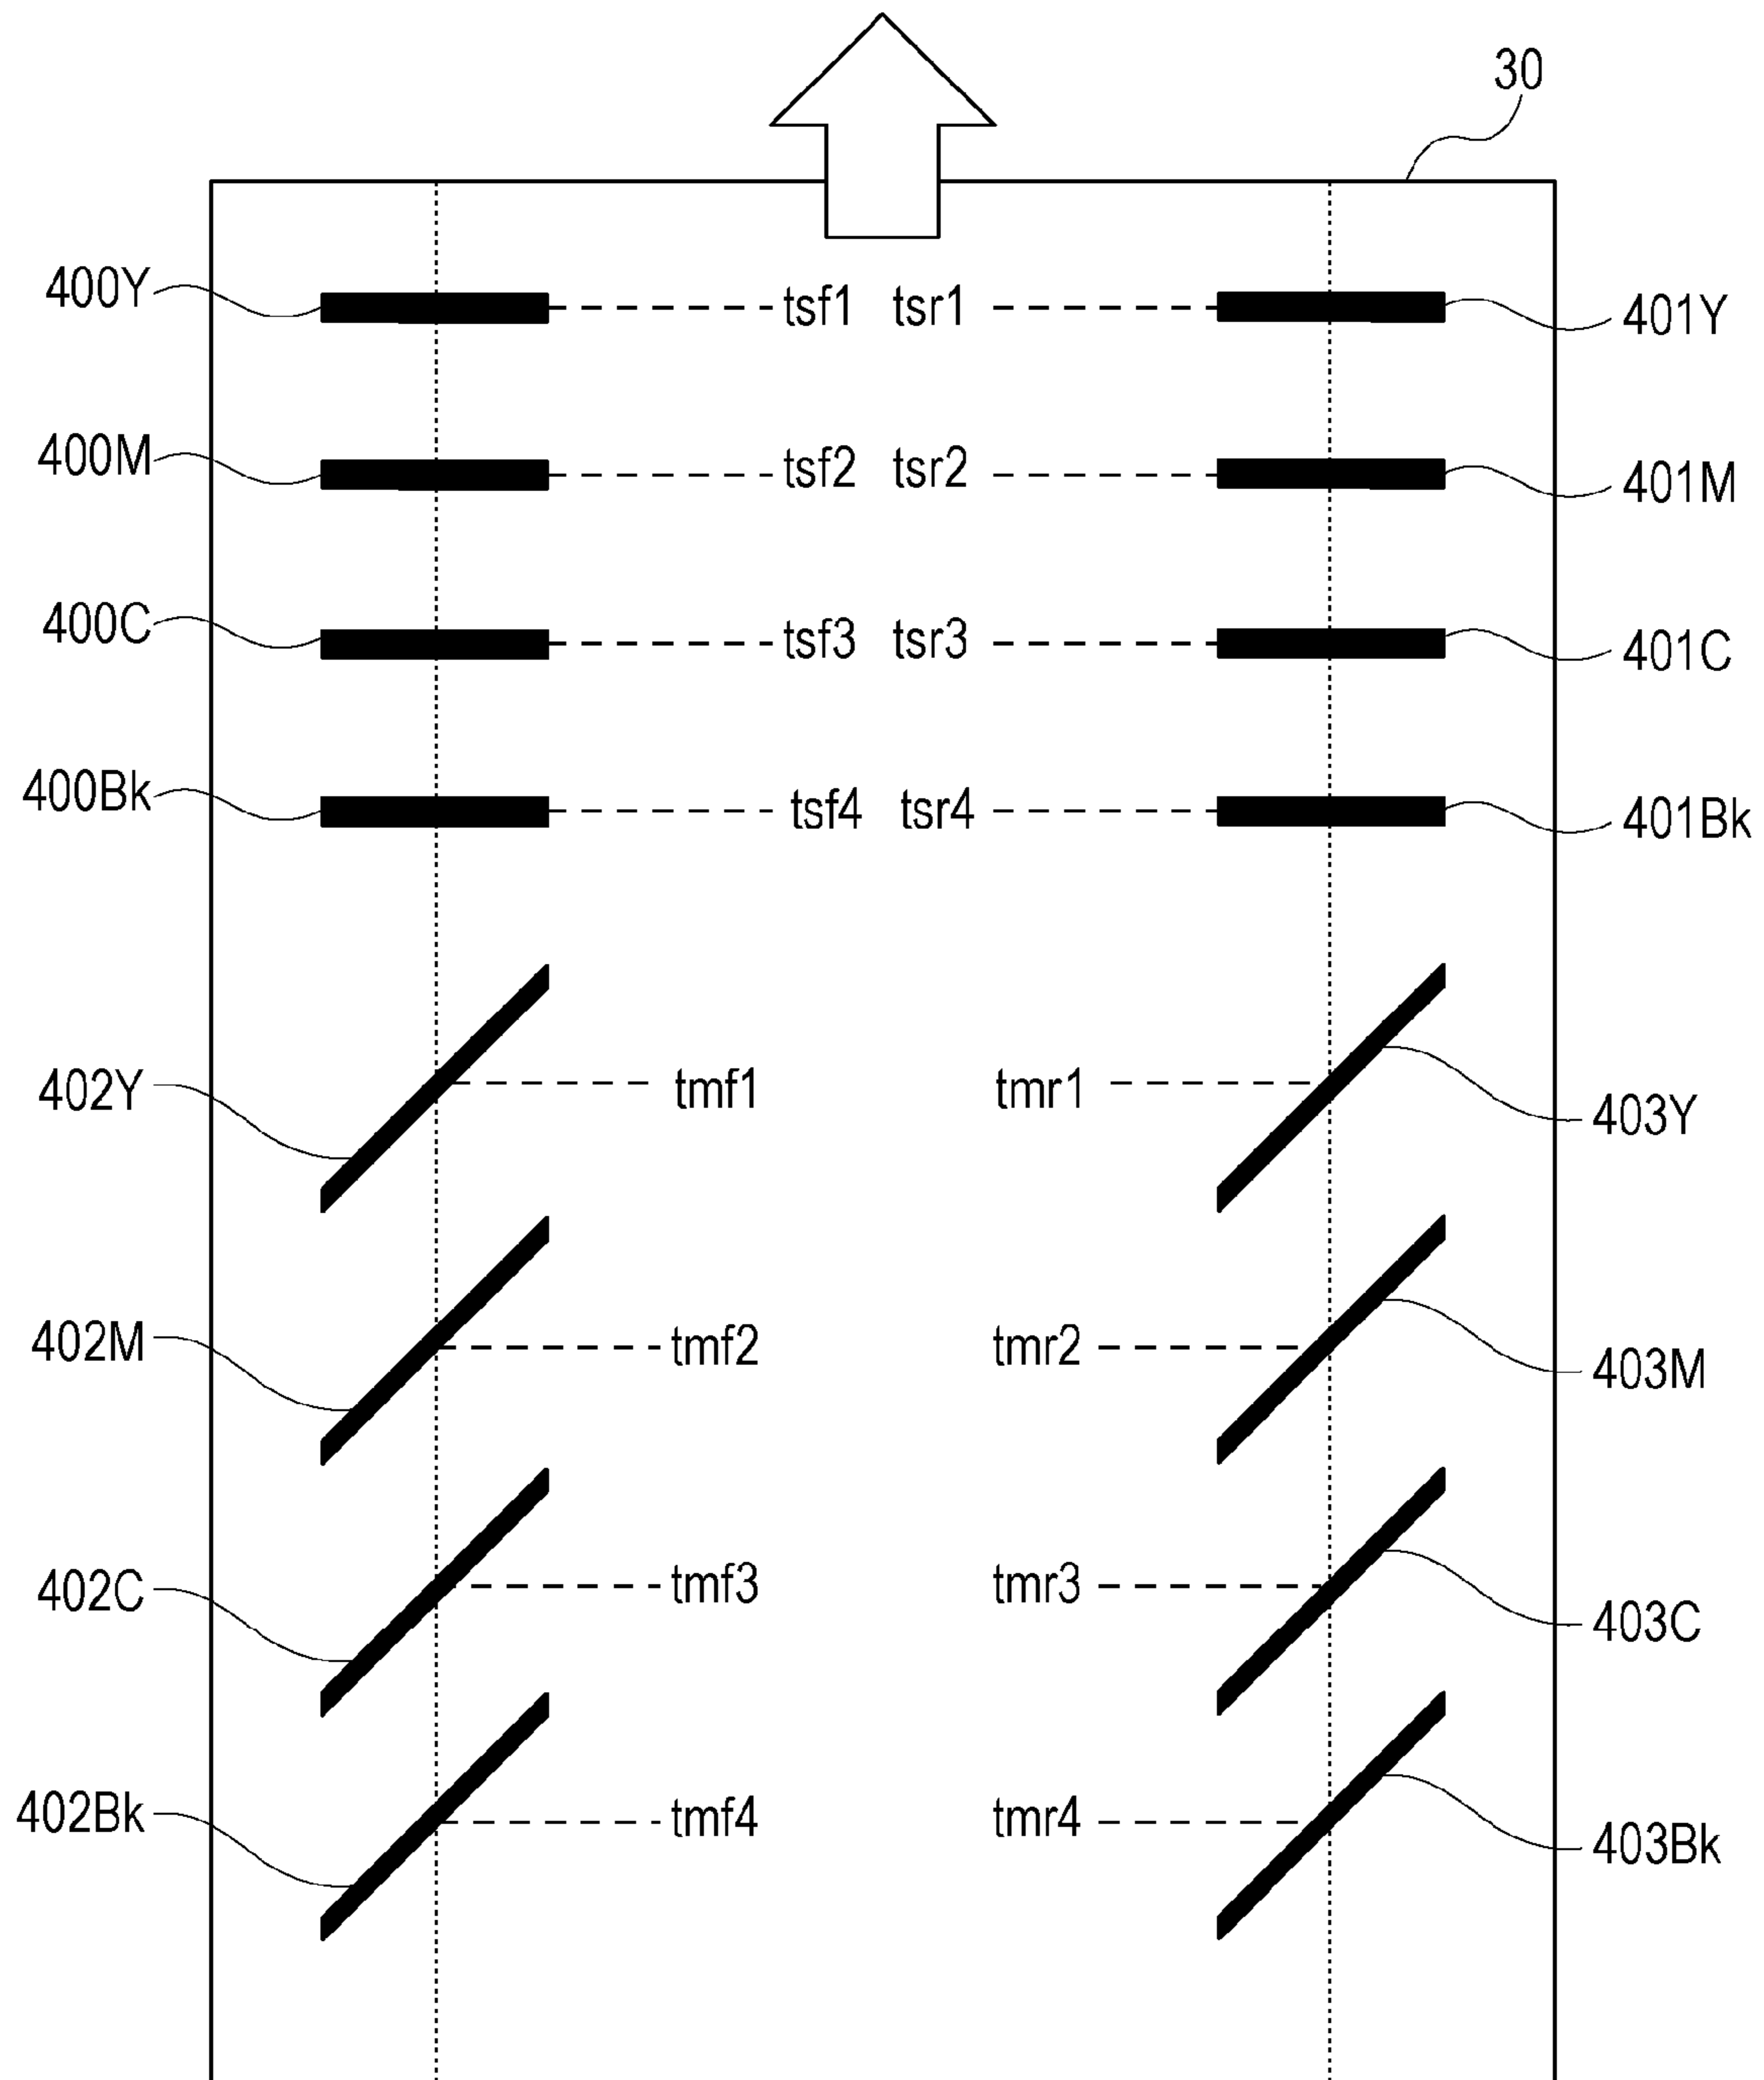 30
400Y tsf1 tsr1 401Y
400M tsf2 tsr2 401M
400C tsf3 tsr3 401C
400Bk tsf4 tsr4 401Bk
402Y tmf1 tmr1 403Y
402M tmf2 tmr2 403M
402C tmf3 tmr3 403C
402Bk tmf4 tmr4 403Bk